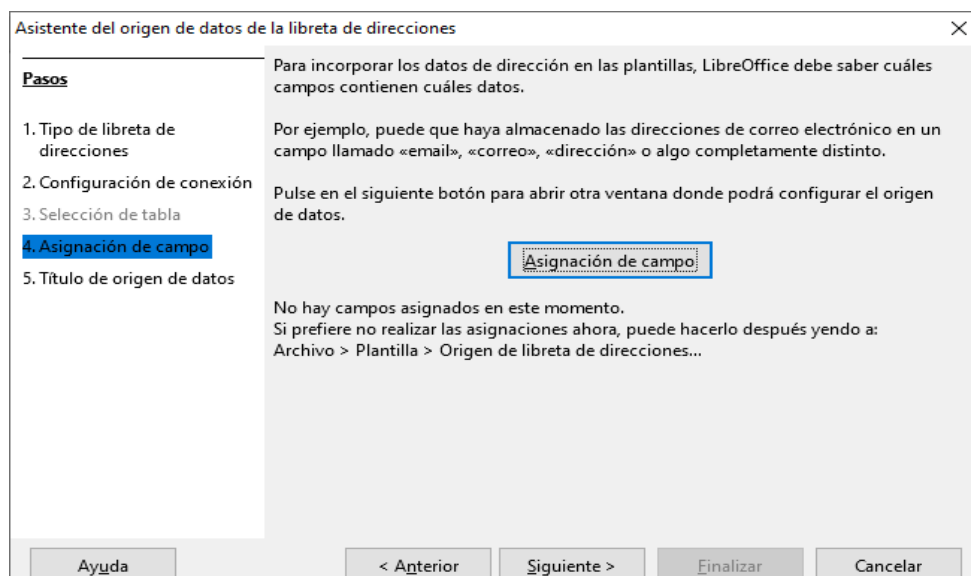 Asistente del origen de datos de la libreta de direcciones
Pasos
1. Tipo de libreta de
direcciones
2. Configuración de conexión
3. Selección de tabla
4. Asignación de campo
5. Título de origen de datos
Para incorporar los datos de dirección en las plantillas, LibreOffice debe saber cuáles
campos contienen cuáles datos.
Por ejemplo, puede que haya almacenado las direcciones de correo electrónico en un
campo llamado «email», «correo», «dirección» o algo completamente distinto.
Pulse en el siguiente botón para abrir otra ventana donde podrá configurar el origen
de datos.
Asignación de campo
No hay campos asignados en este momento.
Si prefiere no realizar las asignaciones ahora, puede hacerlo después yendo a:
Archivo > Plantilla > Origen de libreta de direcciones...
Ayuda
< Anterior
Siguiente >
Finalizar
Cancelar